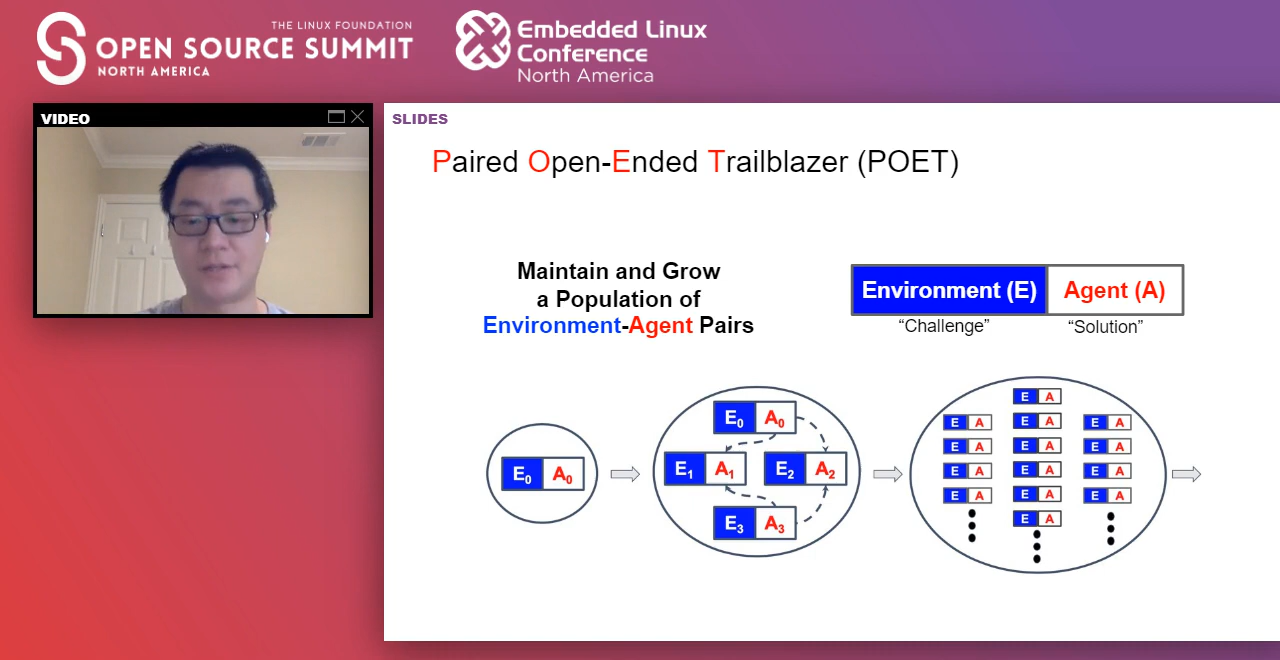 THE LINUX FOUNDATION
OPEN SOURCE SUMMIT
NORTH AMERICA
Embedded Linux
Conference
North America
VIDEO
SLIDES
Paired Open-Ended Trailblazer (POET)
Maintain and Grow
a Population of
Environment-Agent Pairs
Environment (E) Agent (A)
“Challenge” “Solution”
E0 A0
E0 A0
E1 A1 E2 A2
E3 A3
E A
E A E A E A
E A E A E A
E A E A E A
E A E A E A
E A